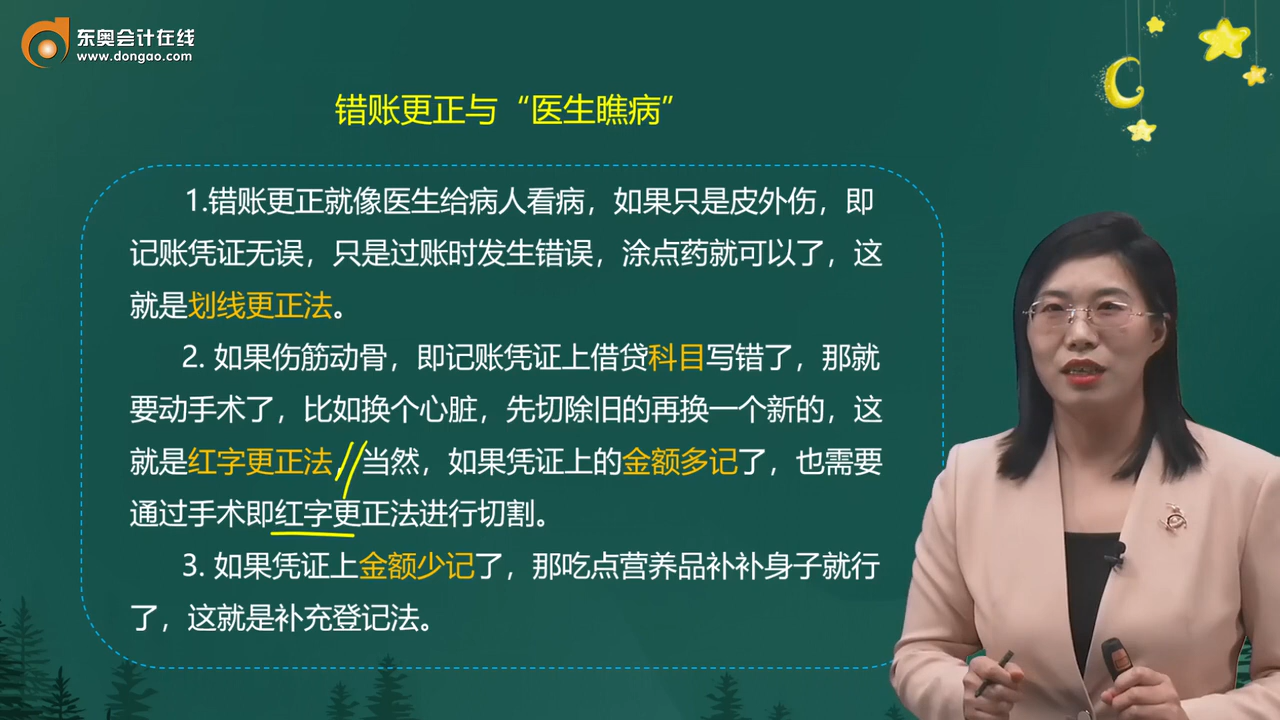 东奥会计在线
www.dongao.com
错账更正与“医生瞧病”
1.错账更正就像医生给病人看病，如果只是皮外伤，即
记账凭证无误，只是过账时发生错误，涂点药就可以了，这
就是划线更正法。
2. 如果伤筋动骨，即记账凭证上借贷科目写错了，那就
要动手术了，比如换个心脏，先切除旧的再换一个新的，这
就是红字更正法，当然，如果凭证上的金额多记了，也需要
通过手术即红字更正法进行切割。
3. 如果凭证上金额少记了，那吃点营养品补补身子就行
了，这就是补充登记法。